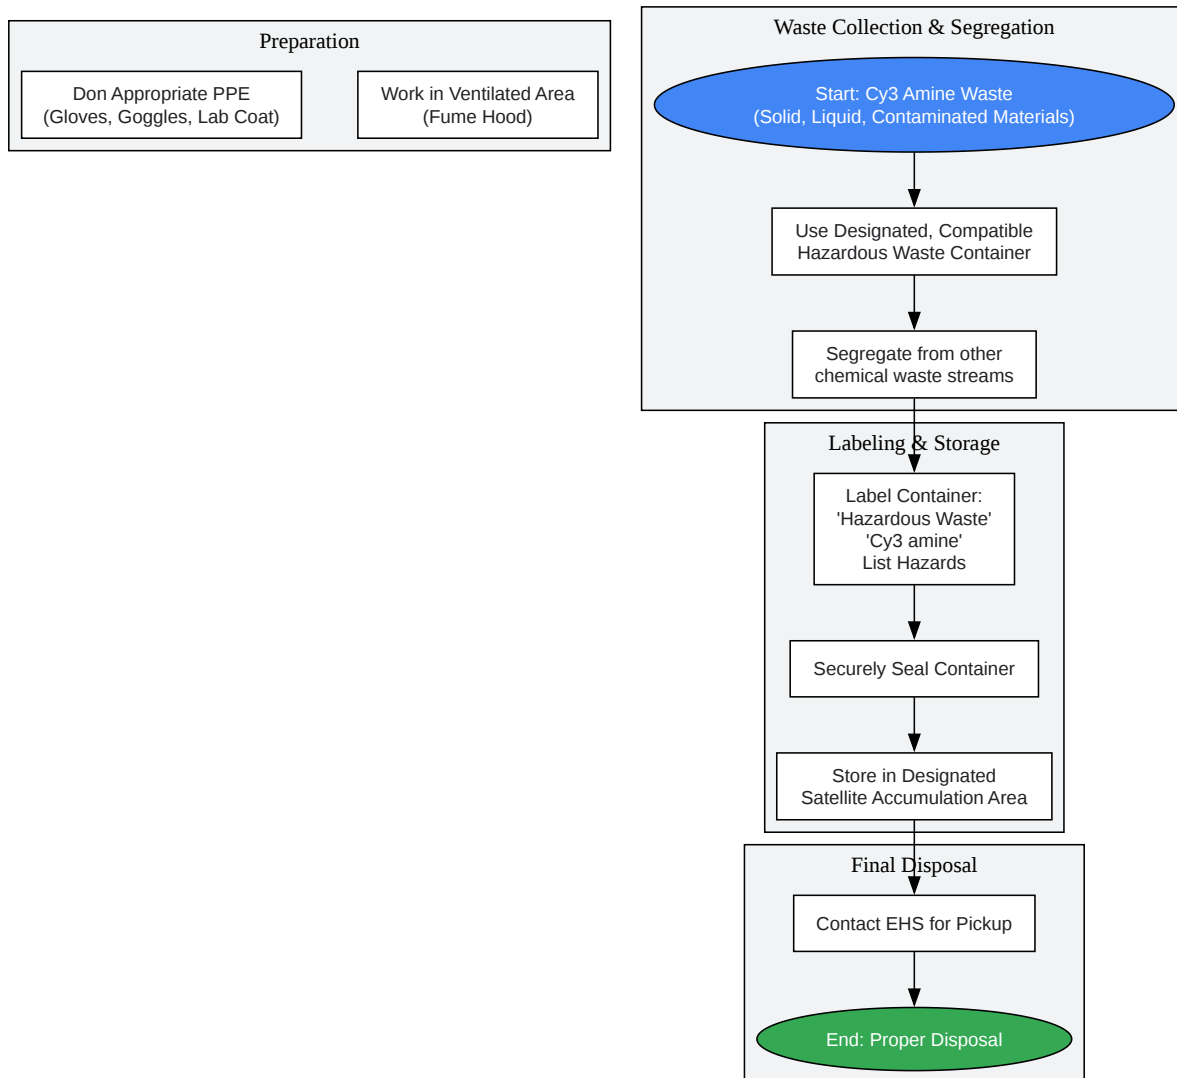 Preparation
Don Appropriate PPE
(Gloves, Goggles, Lab Coat)
Work in Ventilated Area
(Fume Hood)
Waste Collection & Segregation
Start: Cy3 Amine Waste
(Solid, Liquid, Contaminated Materials)
Use Designated, Compatible
Hazardous Waste Container
Segregate from other
chemical waste streams
Labeling & Storage
Label Container:
'Hazardous Waste'
'Cy3 amine'
List Hazards
Securely Seal Container
Store in Designated
Satellite Accumulation Area
Final Disposal
Contact EHS for Pickup
End: Proper Disposal